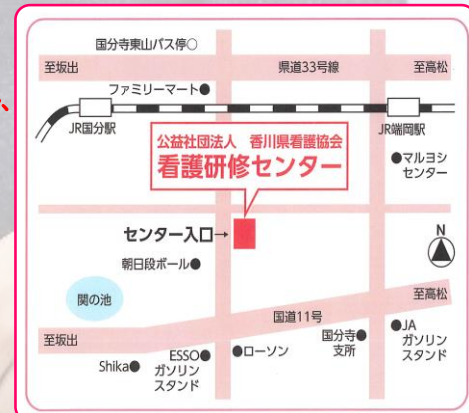 国分寺東山バス停○
至坂出
県道33号線
至高松
ファミリーマート●
JR国分駅
JR端岡駅
公益社団法人 香川県看護協会
看護研修センター
●マルヨシ
センター
センター入口→
N
朝日段ボール●
関の池
至高松
国道11号
至坂出
Shika●
ESSO●
ガソリン
スタンド
●ローソン
国分寺●
支所
●JA
ガソリン
スタンド